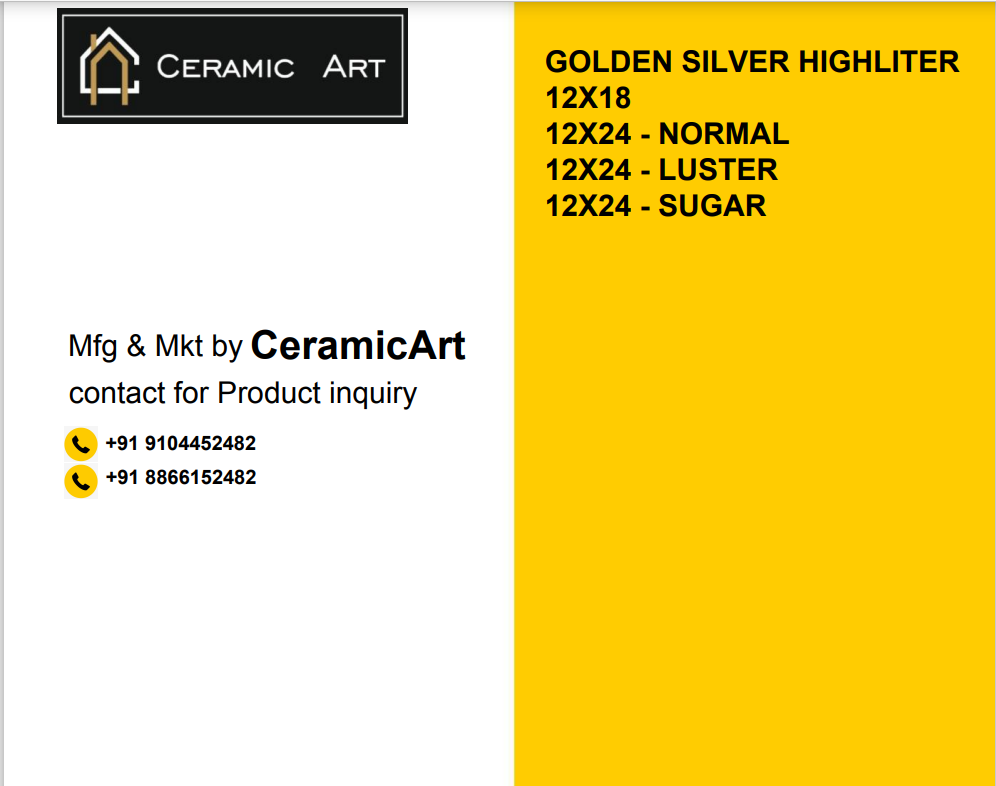 CERAMIC ART
Mfg & Mkt by CeramicArt
contact for Product inquiry
+91 9104452482
+91 8866152482
GOLDEN SILVER HIGHLITER
12X18
12X24 - NORMAL
12X24 - LUSTER
12X24 - SUGAR